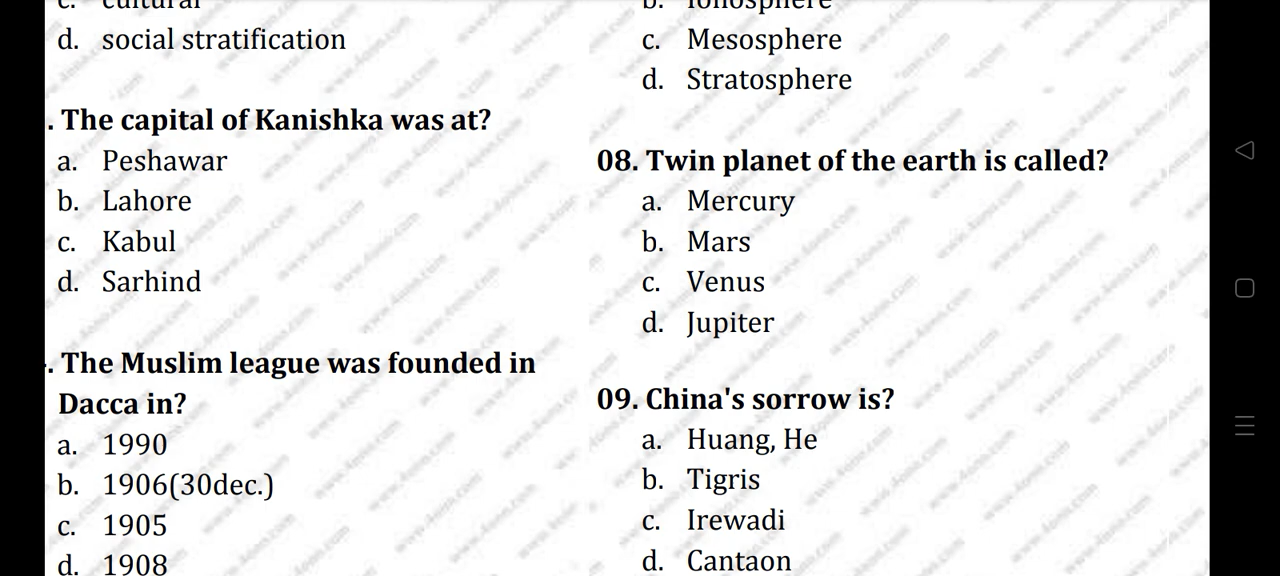 c. cultural
d. social stratification
. The capital of Kanishka was at?
a. Peshawar
b. Lahore
c. Kabul
d. Sarhind
. The Muslim league was founded in
Dacca in?
a. 1990
b. 1906(30dec.)
c. 1905
d. 1908
b. Ionosphere
c. Mesosphere
d. Stratosphere
08. Twin planet of the earth is called?
a. Mercury
b. Mars
c. Venus
d. Jupiter
09. China's sorrow is?
a. Huang, He
b. Tigris
c. Irewadi
d. Cantaon